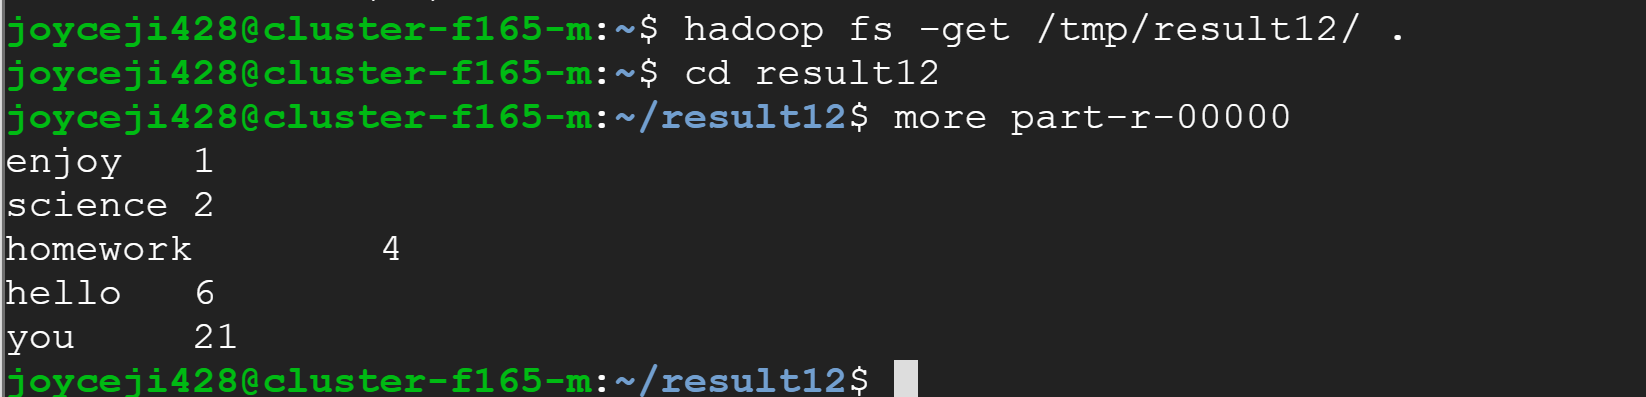 joyceji428@cluster-f165-m:~$ hadoop fs -get /tmp/result12/ .
joyceji428@cluster-f165-m:~$ cd result12
joyceji428@cluster-f165-m:~/result12$ more part-r-00000
enjoy   1
science 2
homework        4
hello   6
you     21
joyceji428@cluster-f165-m:~/result12$